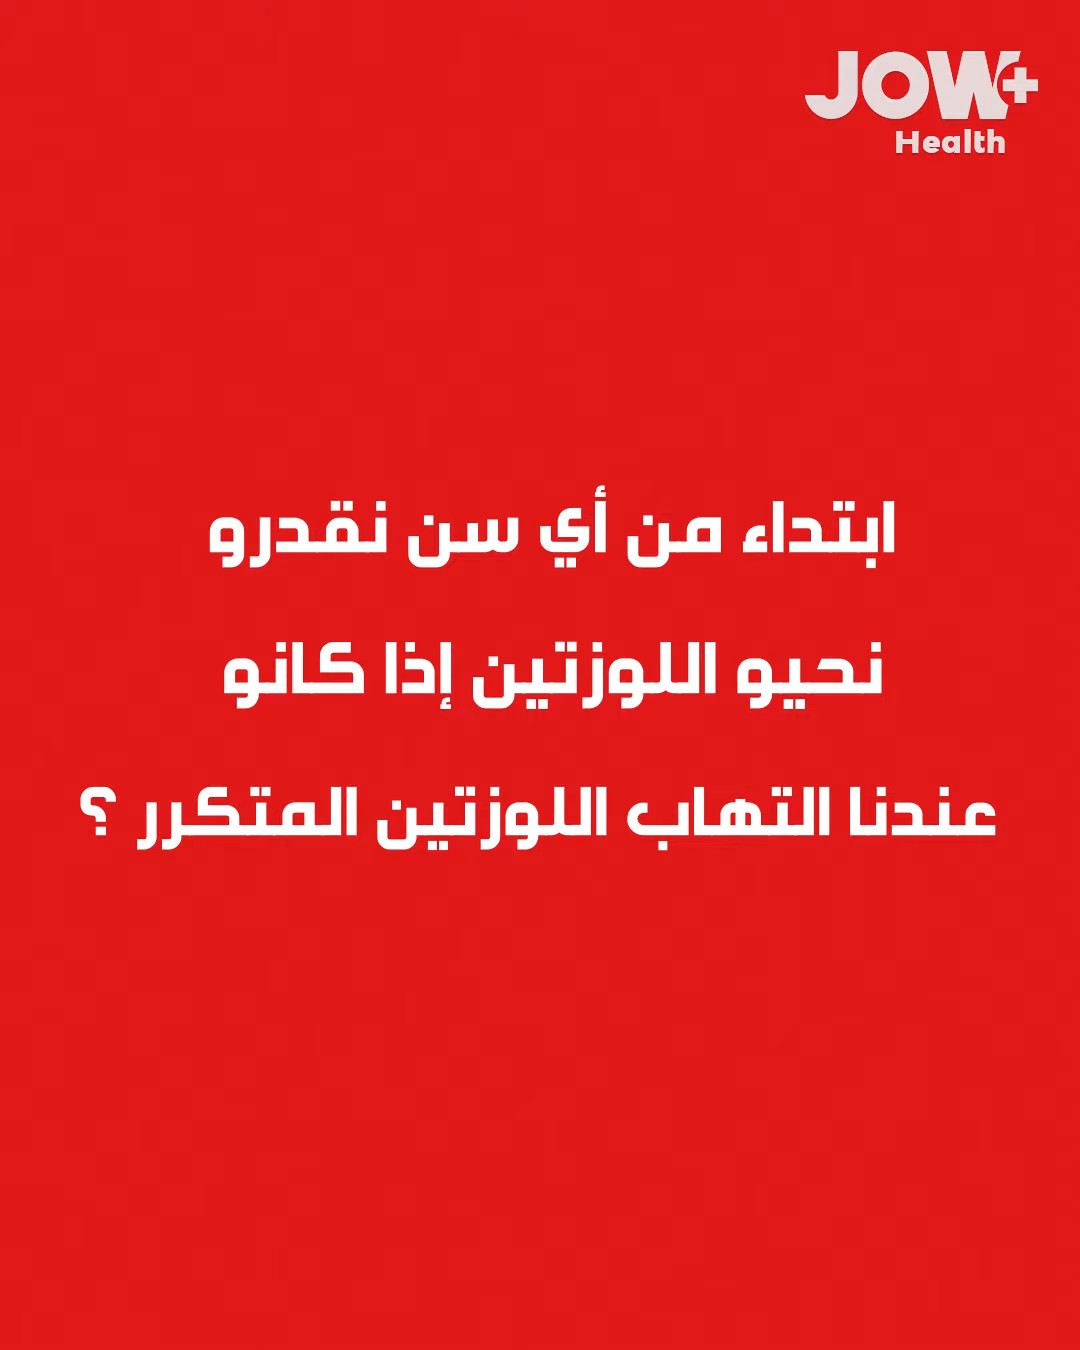 JOW+
Health
ابتداء من أي سن نقدرو
نحيو اللوزتين إذا كانو
عندنا التهاب اللوزتين المتكرر ؟